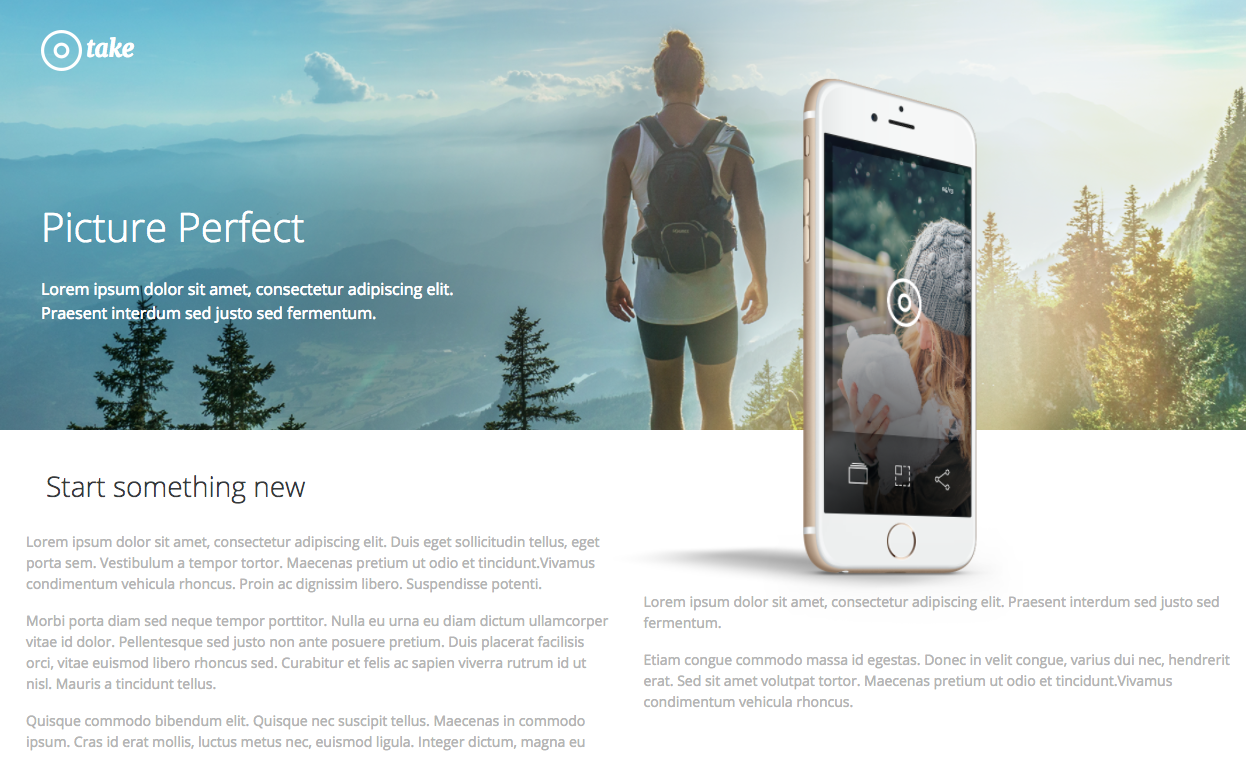 take
Picture Perfect
Lorem ipsum dolor sit amet, consectetur adipiscing elit.
Praesent interdum sed justo sed fermentum.
Start something new
Lorem ipsum dolor sit amet, consectetur adipiscing elit. Duis eget sollicitudin tellus, eget
porta sem. Vestibulum a tempor tortor. Maecenas pretium ut odio et tincidunt.Vivamus
condimentum vehicula rhoncus. Proin ac dignissim libero. Suspendisse potenti.
Morbi porta diam sed neque tempor porttitor. Nulla eu urna eu diam dictum ullamcorper
vitae id dolor. Pellentesque sed justo non ante posuere pretium. Duis placerat facilisis
orci, vitae euismod libero rhoncus sed. Curabitur et felis ac sapien viverra rutrum id ut
nisl. Mauris a tincidunt tellus.
Quisque commodo bibendum elit. Quisque nec suscipit tellus. Maecenas in commodo
ipsum. Cras id erat mollis, luctus metus nec, euismod ligula. Integer dictum, magna eu
Lorem ipsum dolor sit amet, consectetur adipiscing elit. Praesent interdum sed justo sed
fermentum.
Etiam congue commodo massa id egestas. Donec in velit congue, varius dui nec, hendrerit
erat. Sed sit amet volutpat tortor. Maecenas pretium ut odio et tincidunt.Vivamus
condimentum vehicula rhoncus.